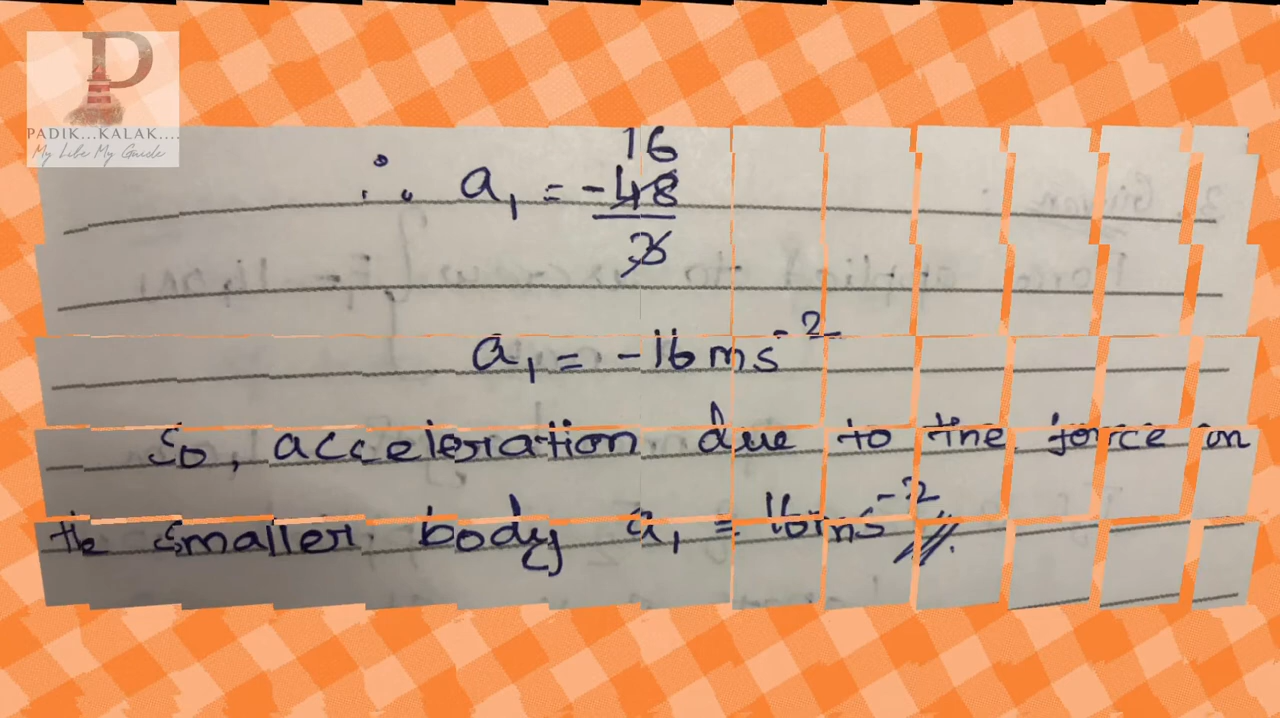 PADIK...KALAK....
My Life My Guide
16
∴ a₁ = -48
3
a₁ = -16 ms⁻²
So, acceleration due to the force on
the smaller body a₁ = 16 ms⁻²